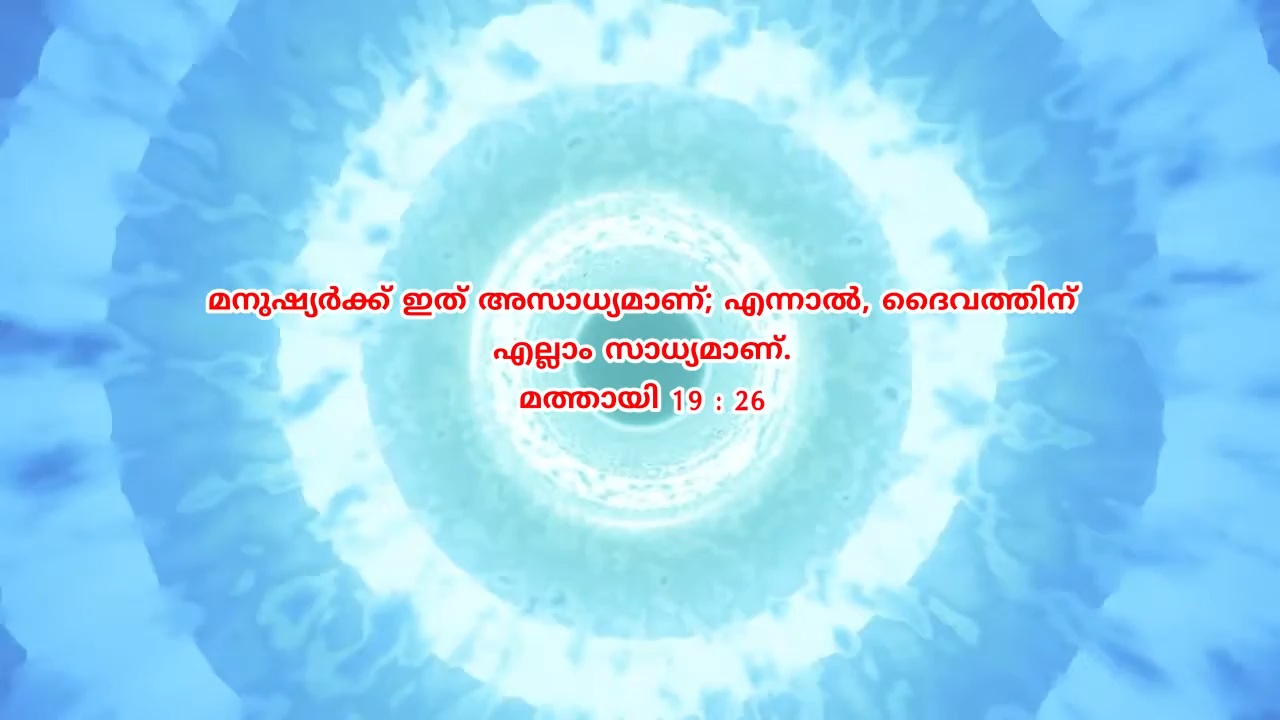 മനുഷ്യർക്ക് ഇത് അസാധ്യമാണ്; എന്നാൽ, ദൈവത്തിന്
എല്ലാം സാധ്യമാണ്.
മത്തായി 19 : 26